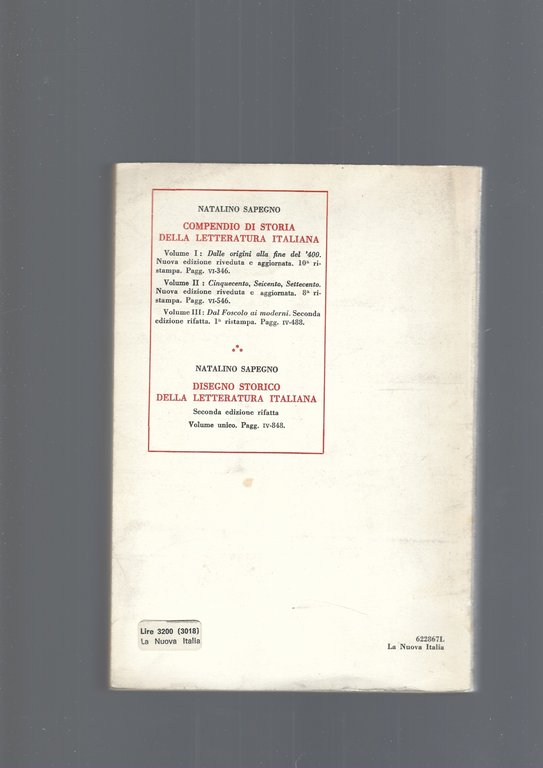 NATALINO SAPEGNO
COMPENDIO DI STORIA
DELLA LETTERATURA ITALIANA
Volume I : Dalle origini alla fine del '400.
Nuova edizione riveduta e aggiornata. 10ª ri-
stampa. Pagg. VI-346.
Volume II : Cinquecento, Seicento, Settecento.
Nuova edizione riveduta e aggiornata. 8ª ri-
stampa. Pagg. VI-546.
Volume III: Dal Foscolo ai moderni. Seconda
edizione rifatta. 1ª ristampa. Pagg. IV-488.
NATALINO SAPEGNO
DISEGNO STORICO
DELLA LETTERATURA ITALIANA
Seconda edizione rifatta
Volume unico. Pagg. IV-848.
Lire 3200 (3018)
La Nuova Italia
622867L
La Nuova Italia